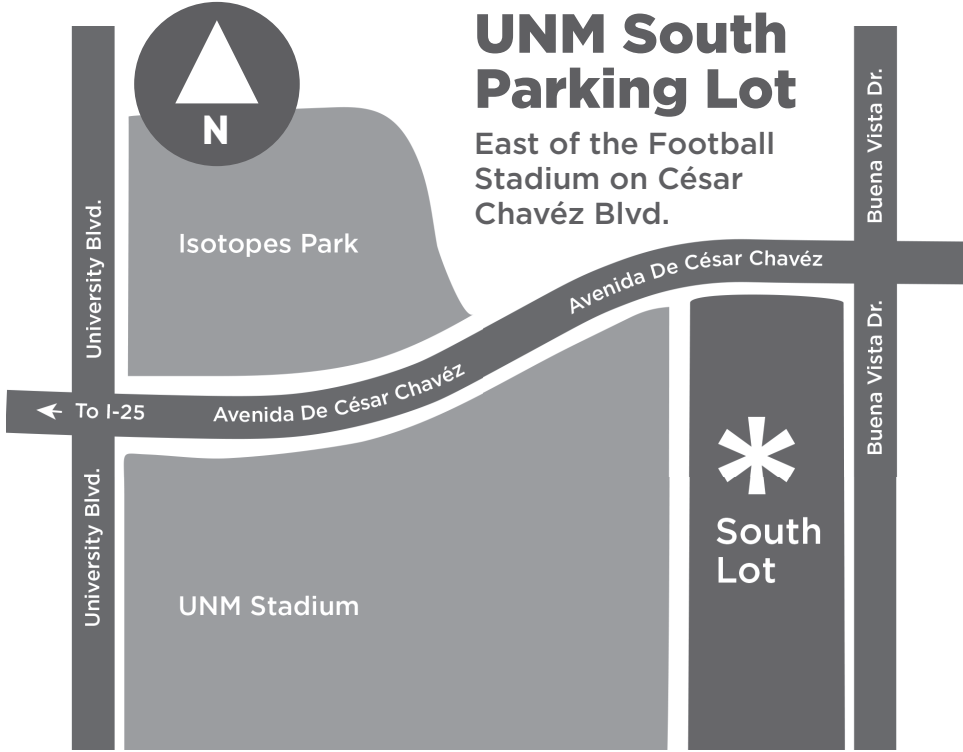 UNM South
Parking Lot
East of the Football
Stadium on César
Chavéz Blvd.
N
Buena Vista Dr.
University Blvd.
Isotopes Park
Avenida De César Chavéz
Avenida De César Chavéz
To I-25
Buena Vista Dr.
University Blvd.
South
Lot
UNM Stadium